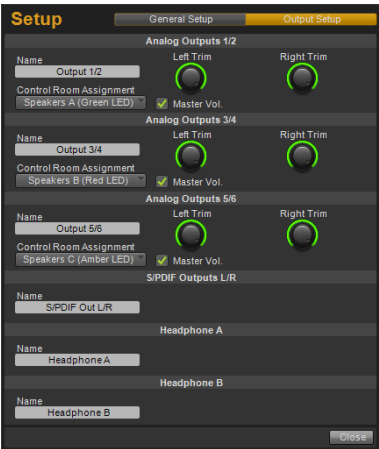 Setup General Setup Output Setup
Analog Outputs 1/2
Name Left Trim Right Trim
Output 1/2
Control Room Assignment
Speakers A (Green LED) Master Vol.
Analog Outputs 3/4
Name Left Trim Right Trim
Output 3/4
Control Room Assignment
Speakers B (Red LED) Master Vol.
Analog Outputs 5/6
Name Left Trim Right Trim
Output 5/6
Control Room Assignment
Speakers C (Amber LED) Master Vol.
S/PDIF Outputs L/R
Name
S/PDIF Out L/R
Headphone A
Name
Headphone A
Headphone B
Name
Headphone B
Close